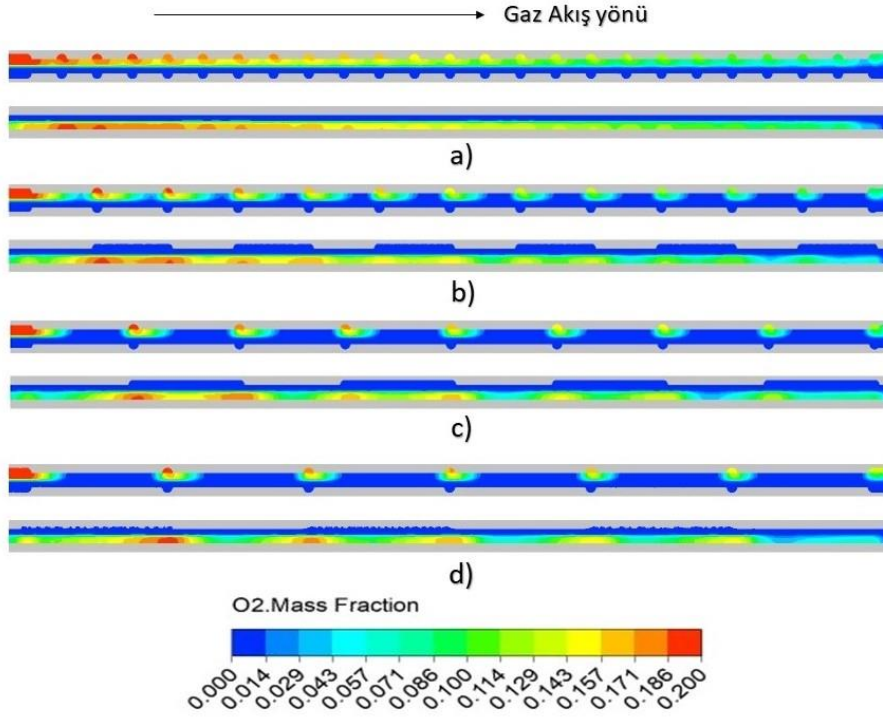 Gaz Akış yönü
a)
b)
c)
d)
O2.Mass Fraction
0.000 0.014 0.029 0.043 0.057 0.071 0.086 0.100 0.114 0.129 0.143 0.157 0.171 0.186 0.200